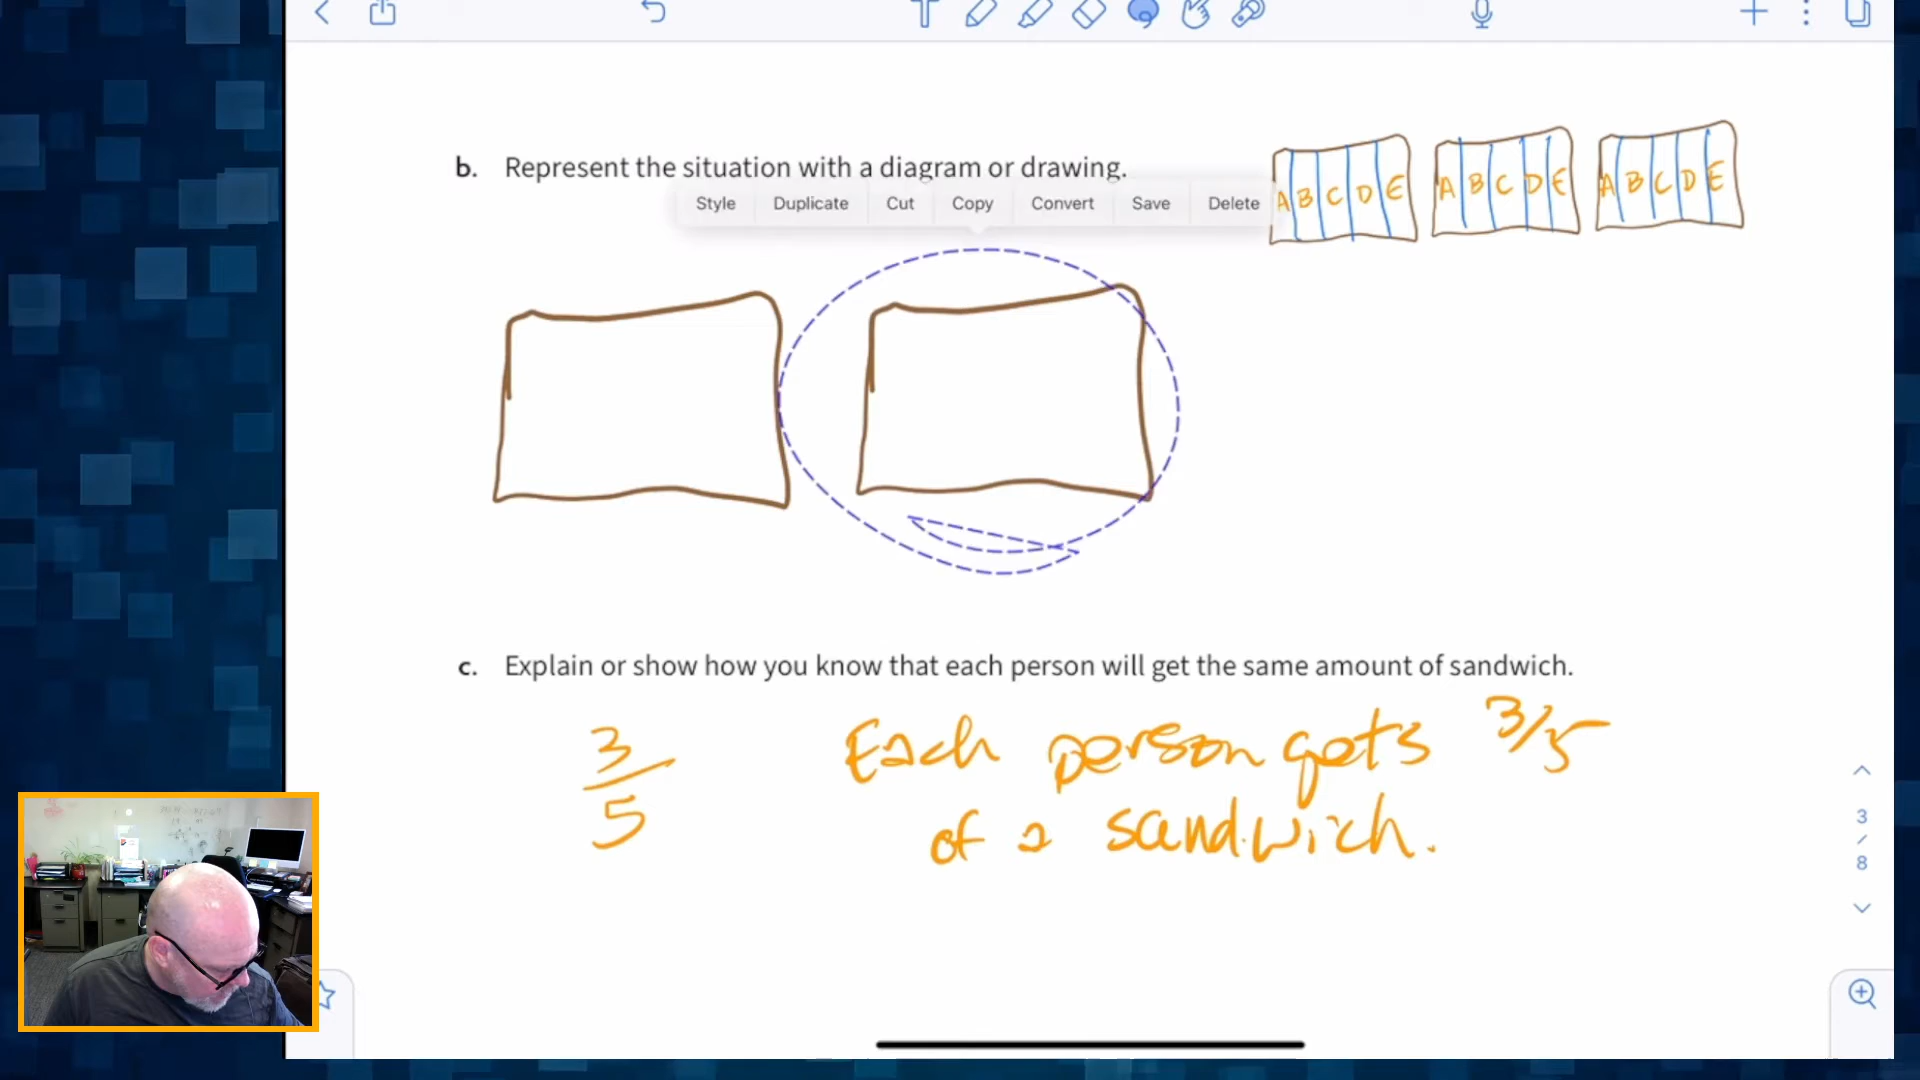 b. Represent the situation with a diagram or drawing.
A B C D E
A B C D E
A B C D E
Style Duplicate Cut Copy Convert Save Delete
c. Explain or show how you know that each person will get the same amount of sandwich.
3
5
Each person gets 3/5
of a sandwich.
3
/
8